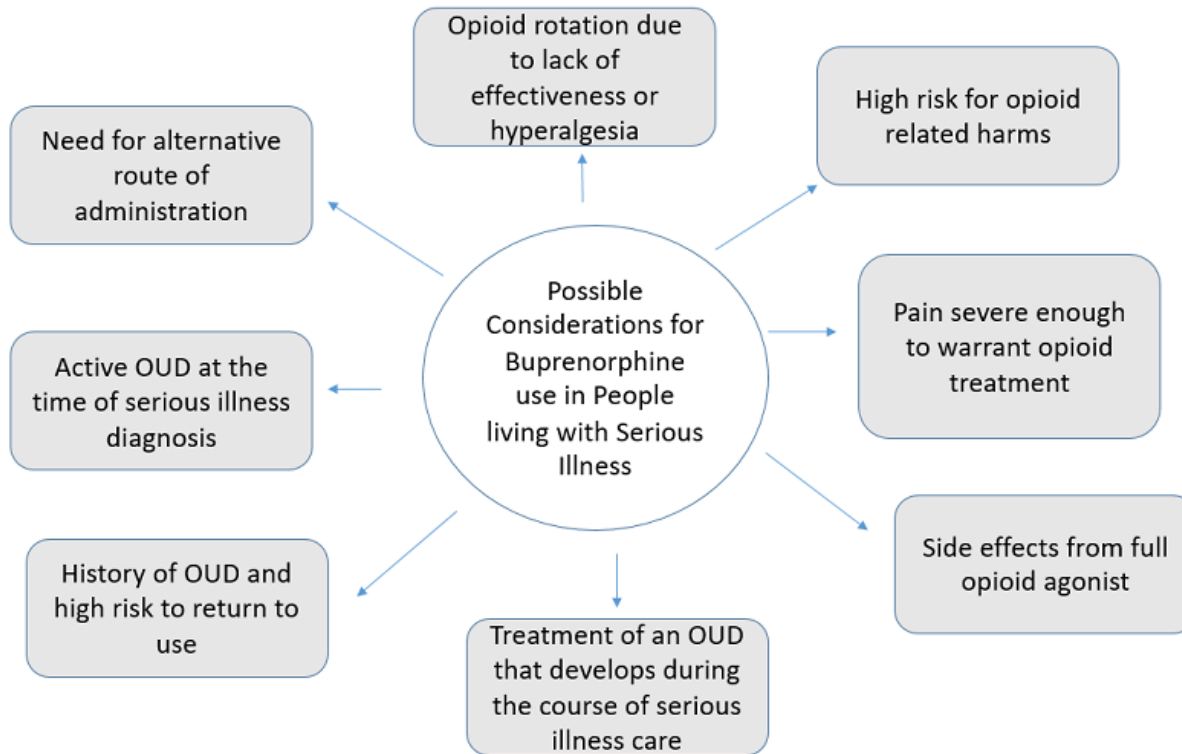 Opioid rotation due
to lack of
effectiveness or
hyperalgesia
High risk for opioid
related harms
Need for alternative
route of
administration
Possible
Considerations for
Buprenorphine
use in People
living with Serious
Illness
Pain severe enough
to warrant opioid
treatment
Active OUD at the
time of serious illness
diagnosis
Side effects from full
opioid agonist
History of OUD and
high risk to return to
use
Treatment of an OUD
that develops during
the course of serious
illness care